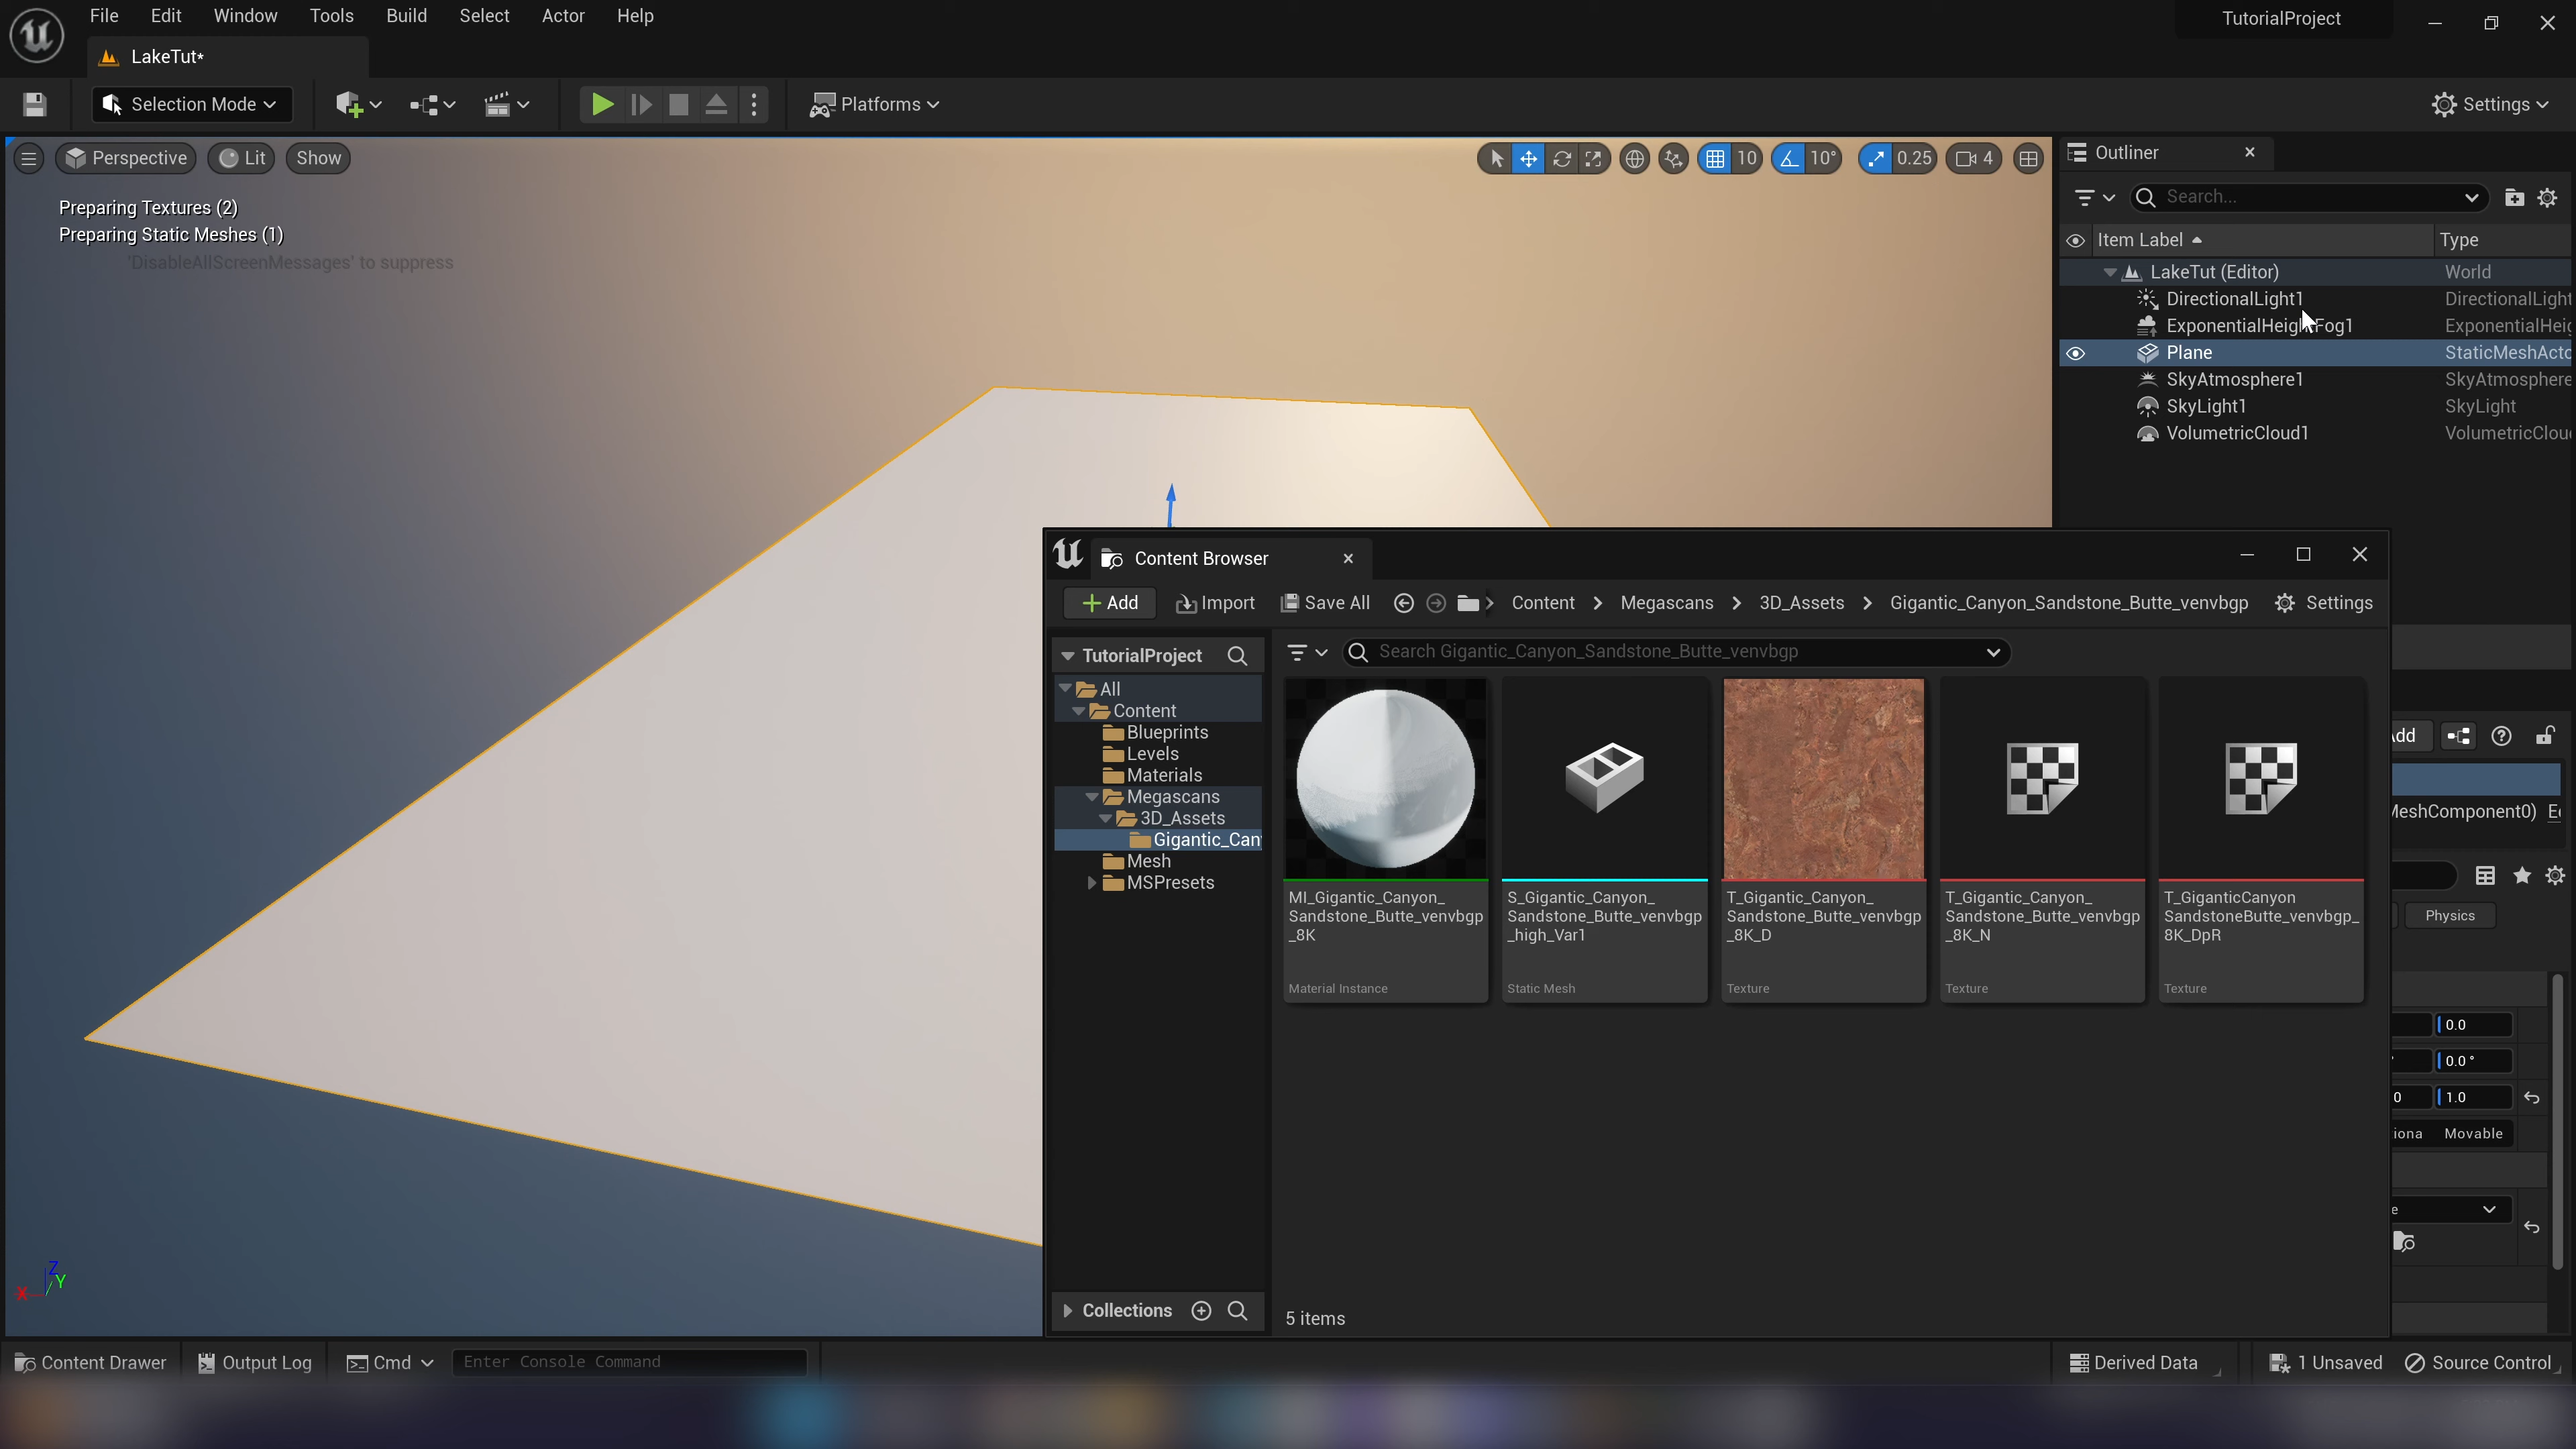 File Edit Window Tools Build Select Actor Help
TutorialProject
LakeTut*
Selection Mode
Platforms
Settings
Perspective Lit Show
10 10° 0.25 4
Preparing Textures (2)
Preparing Static Meshes (1)
'DisableAllScreenMessages' to suppress
Outliner
Search...
Item Label Type
LakeTut (Editor) World
DirectionalLight1 DirectionalLight
ExponentialHeightFog1 ExponentialHeig
Plane StaticMeshActo
SkyAtmosphere1 SkyAtmosphere
SkyLight1 SkyLight
VolumetricCloud1 VolumetricClou
Content Browser
Add Import Save All Content Megascans 3D_Assets Gigantic_Canyon_Sandstone_Butte_venvbgp Settings
TutorialProject
Search Gigantic_Canyon_Sandstone_Butte_venvbgp
All
Content
Blueprints
Levels
Materials
Megascans
3D_Assets
Gigantic_Can
Mesh
MSPresets
MI_Gigantic_Canyon_
Sandstone_Butte_venvbgp
_8K
Material Instance
S_Gigantic_Canyon_
Sandstone_Butte_venvbgp
_high_Var1
Static Mesh
T_Gigantic_Canyon_
Sandstone_Butte_venvbgp
_8K_D
Texture
T_Gigantic_Canyon_
Sandstone_Butte_venvbgp
_8K_N
Texture
T_GiganticCanyon
SandstoneButte_venvbgp_
8K_DpR
Texture
Collections
5 items
dd
MeshComponent0) E
Physics
0.0
0.0 °
0 1.0
iona Movable
e
Z
Y
X
Content Drawer Output Log Cmd Enter Console Command
Derived Data 1 Unsaved Source Control